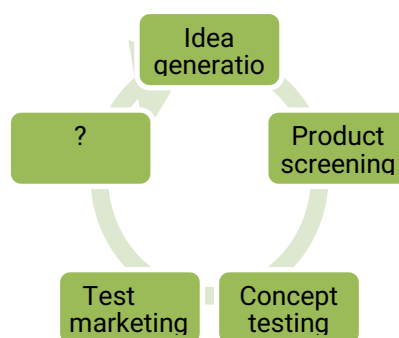 Idea
generatio
Product
screening
Concept
testing
Test
marketing
?